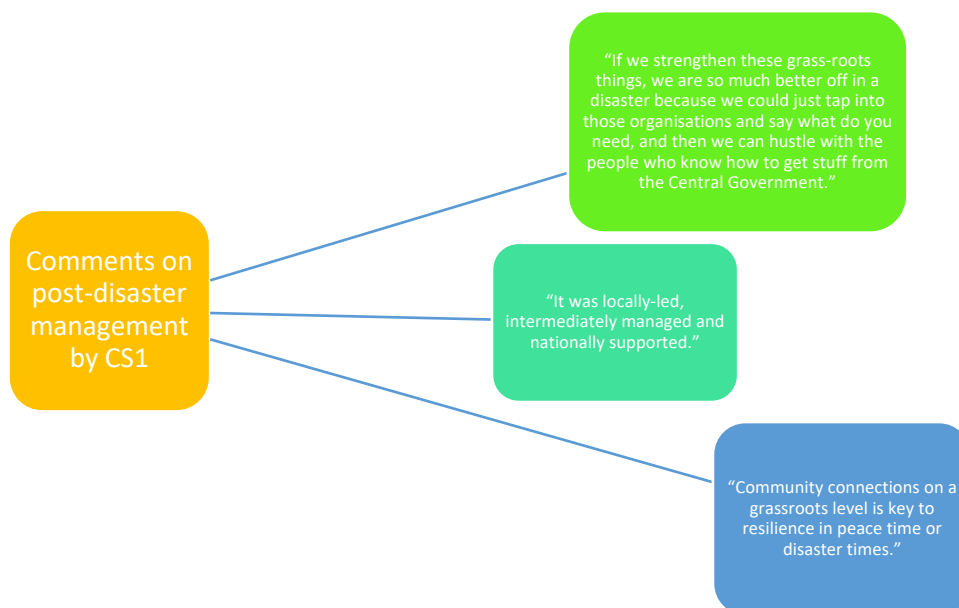 Comments on
post-disaster
management
by CS1
“If we strengthen these grass-roots
things, we are so much better off in a
disaster because we could just tap into
those organisations and say what do you
need, and then we can hustle with the
people who know how to get stuff from
the Central Government.”
“It was locally-led,
intermediately managed and
nationally supported.”
“Community connections on a
grassroots level is key to
resilience in peace time or
disaster times.”